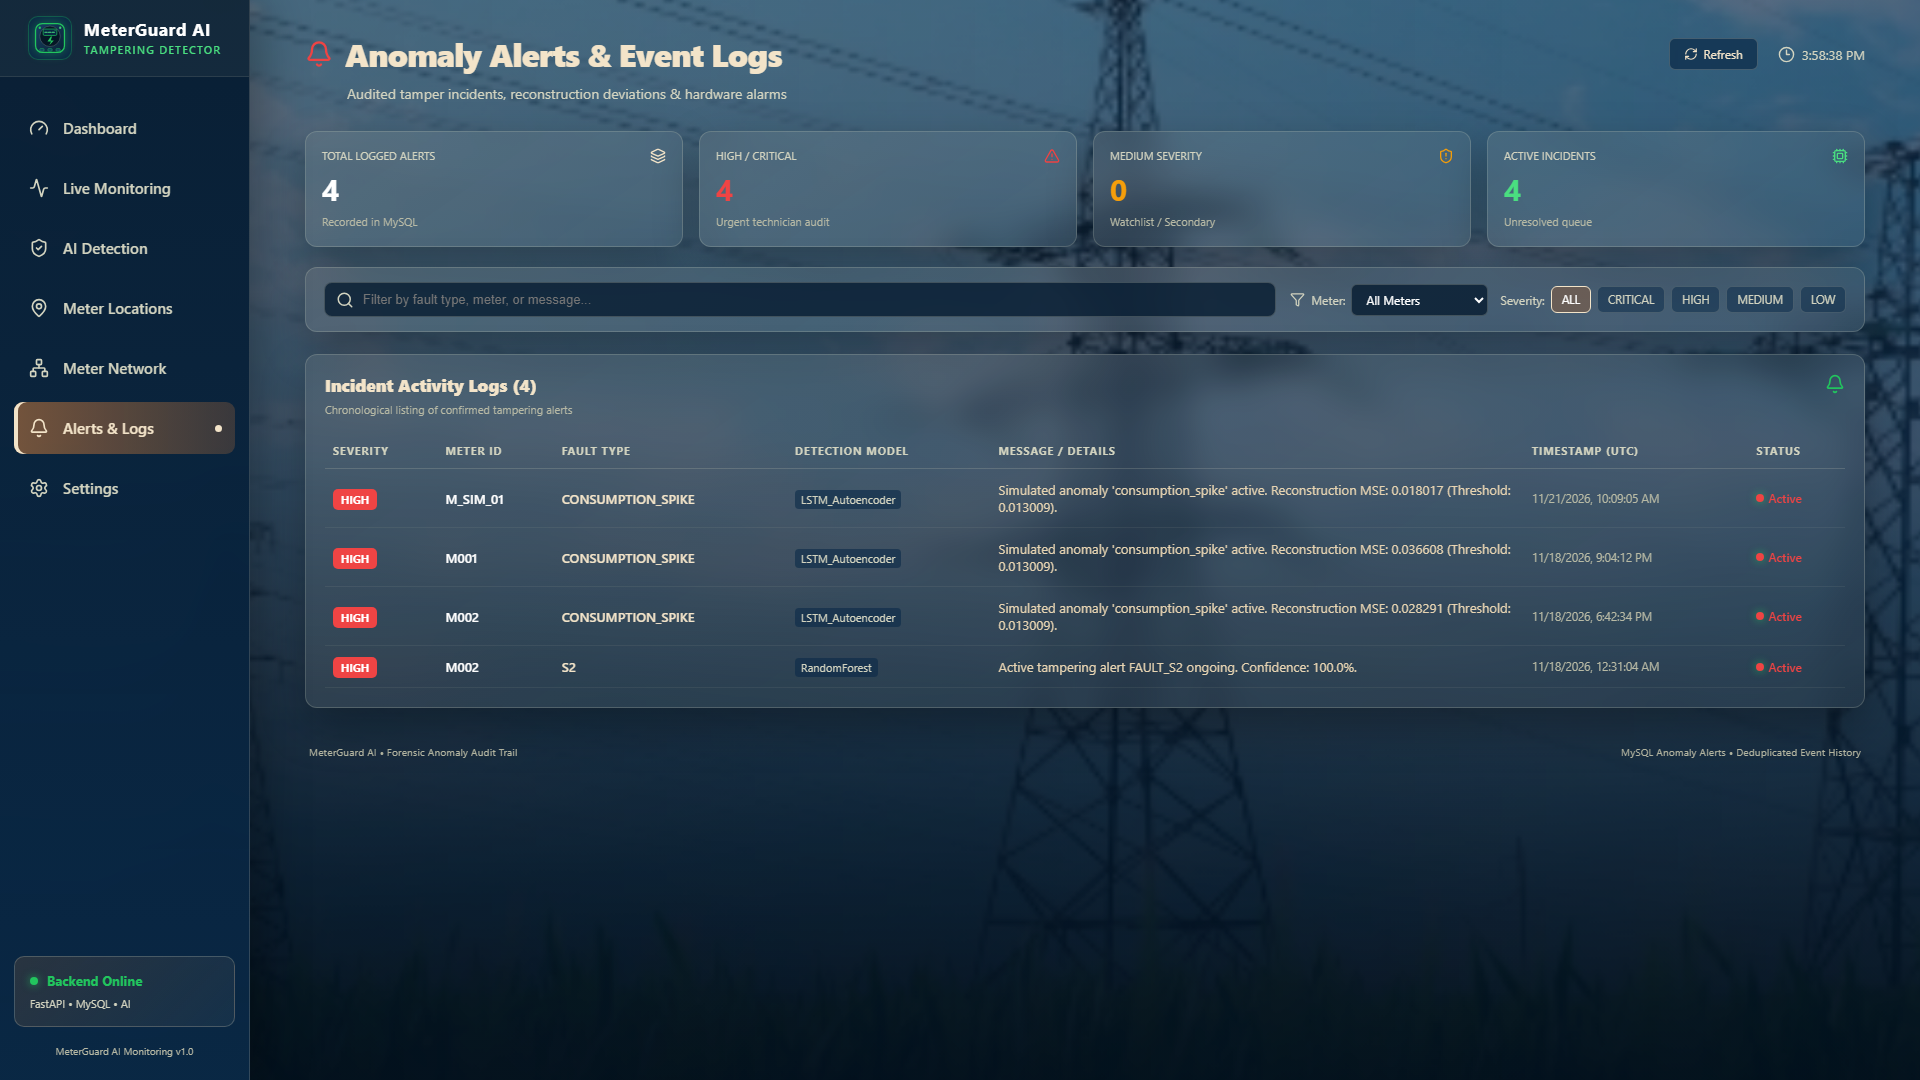 MeterGuard AI
TAMPERING DETECTOR
Dashboard
Live Monitoring
AI Detection
Meter Locations
Meter Network
Alerts & Logs
Settings
Backend Online
FastAPI • MySQL • AI
MeterGuard AI Monitoring v1.0
Anomaly Alerts & Event Logs
Audited tamper incidents, reconstruction deviations & hardware alarms
Refresh
3:58:38 PM
TOTAL LOGGED ALERTS
4
Recorded in MySQL
HIGH / CRITICAL
4
Urgent technician audit
MEDIUM SEVERITY
0
Watchlist / Secondary
ACTIVE INCIDENTS
4
Unresolved queue
Filter by fault type, meter, or message...
Meter: All Meters
Severity: ALL CRITICAL HIGH MEDIUM LOW
Incident Activity Logs (4)
Chronological listing of confirmed tampering alerts
SEVERITY METER ID FAULT TYPE DETECTION MODEL MESSAGE / DETAILS TIMESTAMP (UTC) STATUS
HIGH M_SIM_01 CONSUMPTION_SPIKE LSTM_Autoencoder Simulated anomaly 'consumption_spike' active. Reconstruction MSE: 0.018017 (Threshold: 11/21/2026, 10:09:05 AM Active
0.013009).
HIGH M001 CONSUMPTION_SPIKE LSTM_Autoencoder Simulated anomaly 'consumption_spike' active. Reconstruction MSE: 0.036608 (Threshold: 11/18/2026, 9:04:12 PM Active
0.013009).
HIGH M002 CONSUMPTION_SPIKE LSTM_Autoencoder Simulated anomaly 'consumption_spike' active. Reconstruction MSE: 0.028291 (Threshold: 11/18/2026, 6:42:34 PM Active
0.013009).
HIGH M002 S2 RandomForest Active tampering alert FAULT_S2 ongoing. Confidence: 100.0%. 11/18/2026, 12:31:04 AM Active
MeterGuard AI • Forensic Anomaly Audit Trail
MySQL Anomaly Alerts • Deduplicated Event History